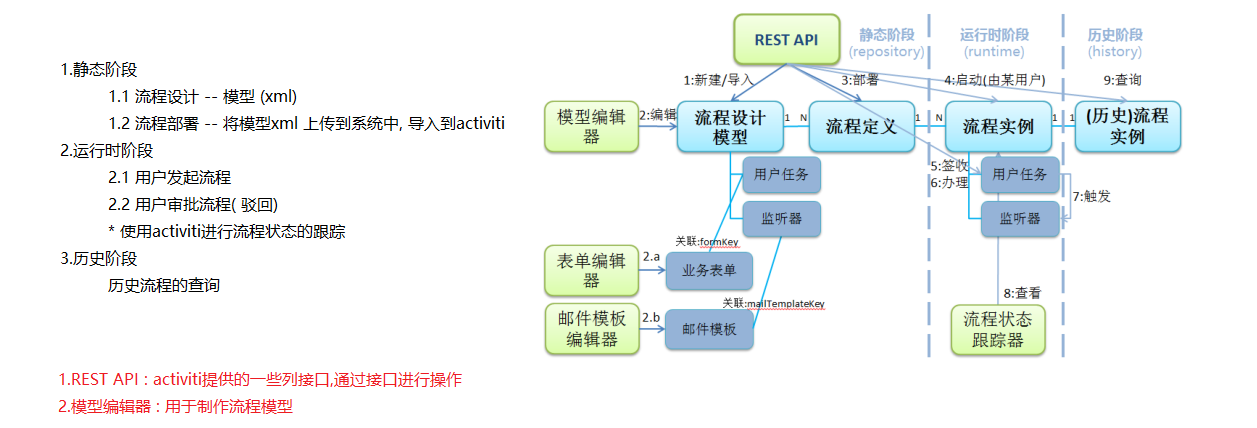 1.静态阶段
1.1 流程设计 -- 模型 (xml)
1.2 流程部署 -- 将模型xml 上传到系统中, 导入到activiti
2.运行时阶段
2.1 用户发起流程
2.2 用户审批流程( 驳回)
* 使用activiti进行流程状态的跟踪
3.历史阶段
历史流程的查询
1.REST API : activiti提供的一些列接口,通过接口进行操作
2.模型编辑器 : 用于制作流程模型
REST API
静态阶段
(repository)
运行时阶段
(runtime)
历史阶段
(history)
1:新建/导入
3:部署
4:启动(由某用户)
9:查询
模型编辑
器
2:编辑
流程设计
模型
1
N
流程定义
1
N
流程实例
1
1
(历史)流程
实例
用户任务
监听器
5:签收
6:办理
用户任务
监听器
7:触发
关联:formKey
表单编辑
器
2.a
业务表单
关联:mailTemplateKey
邮件模板
编辑器
2.b
邮件模板
8:查看
流程状态
跟踪器